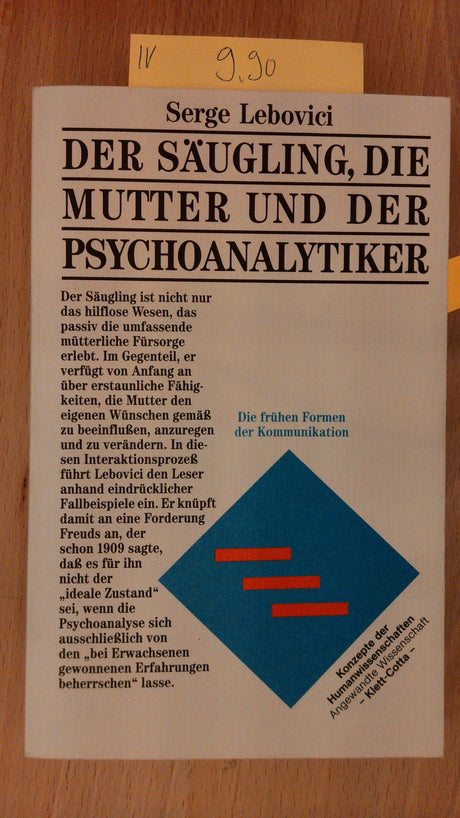 IV 9,90
Serge Lebovici
DER SÄUGLING, DIE
MUTTER UND DER
PSYCHOANALYTIKER
Der Säugling ist nicht nur
das hilflose Wesen, das
passiv die umfassende
mütterliche Fürsorge
erlebt. Im Gegenteil, er
verfügt von Anfang an
über erstaunliche Fähig-
keiten, die Mutter den
eigenen Wünschen gemäß
zu beeinflußen, anzuregen
und zu verändern. In die-
sen Interaktionsprozeß
führt Lebovici den Leser
anhand eindrücklicher
Fallbeispiele ein. Er knüpft
damit an eine Forderung
Freuds an, der
schon 1909 sagte,
daß es für ihn
nicht der
„ideale Zustand“
sei, wenn die
Psychoanalyse sich
ausschließlich von
den „bei Erwachsenen
gewonnenen Erfahrungen
beherrschen“ lasse.
Die frühen Formen
der Kommunikation
Konzepte der
Humanwissenschaften
Angewandte Wissenschaft
– Klett-Cotta –